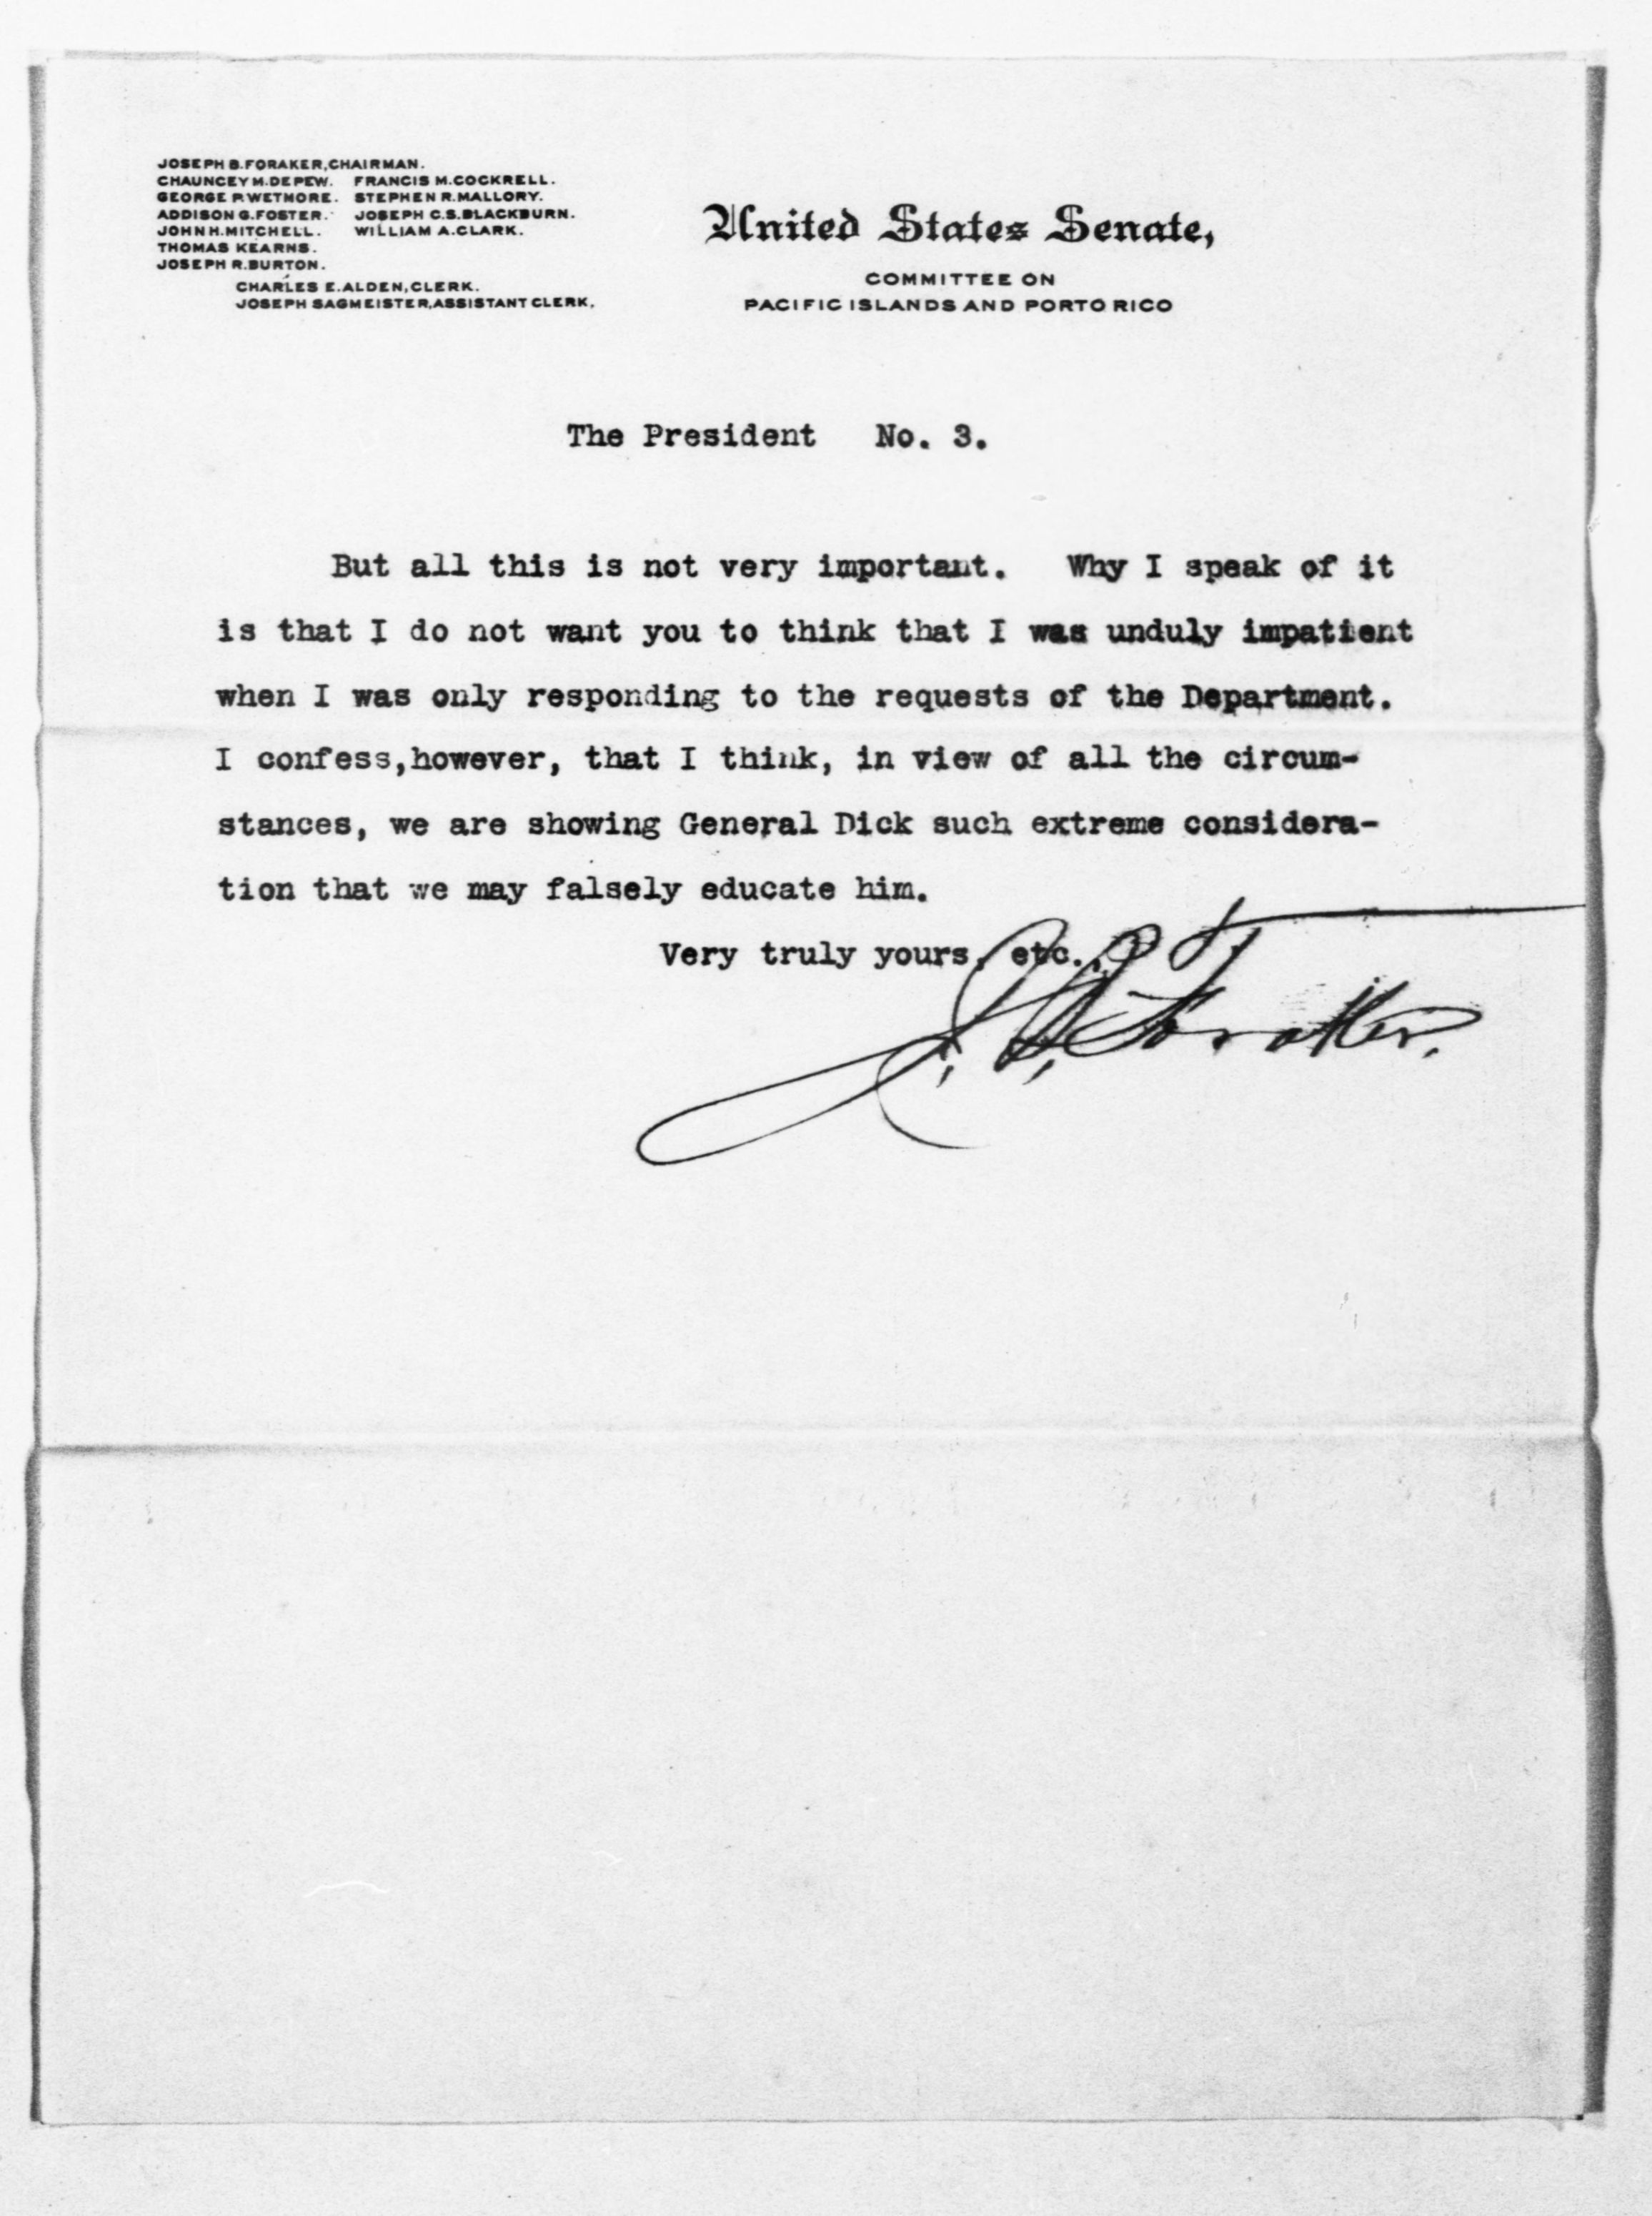 JOSEPH B. FORAKER, CHAIRMAN.
CHAUNCEY M. DEPEW. FRANCIS M. COCKRELL.
GEORGE P. WETMORE. STEPHEN R. MALLORY.
ADDISON G. FOSTER. JOSEPH C. S. BLACKBURN.
JOHN H. MITCHELL. WILLIAM A. CLARK.
THOMAS KEARNS.
JOSEPH R. BURTON.
CHARLES E. ALDEN, CLERK.
JOSEPH SAGMEISTER, ASSISTANT CLERK.
United States Senate,
COMMITTEE ON
PACIFIC ISLANDS AND PORTO RICO
The President No. 3.
But all this is not very important. Why I speak of it
is that I do not want you to think that I was unduly impatient
when I was only responding to the requests of the Department.
I confess,however, that I think, in view of all the circum-
stances, we are showing General Dick such extreme considera-
tion that we may falsely educate him.
Very truly yours, etc.,
J. B. Foraker.